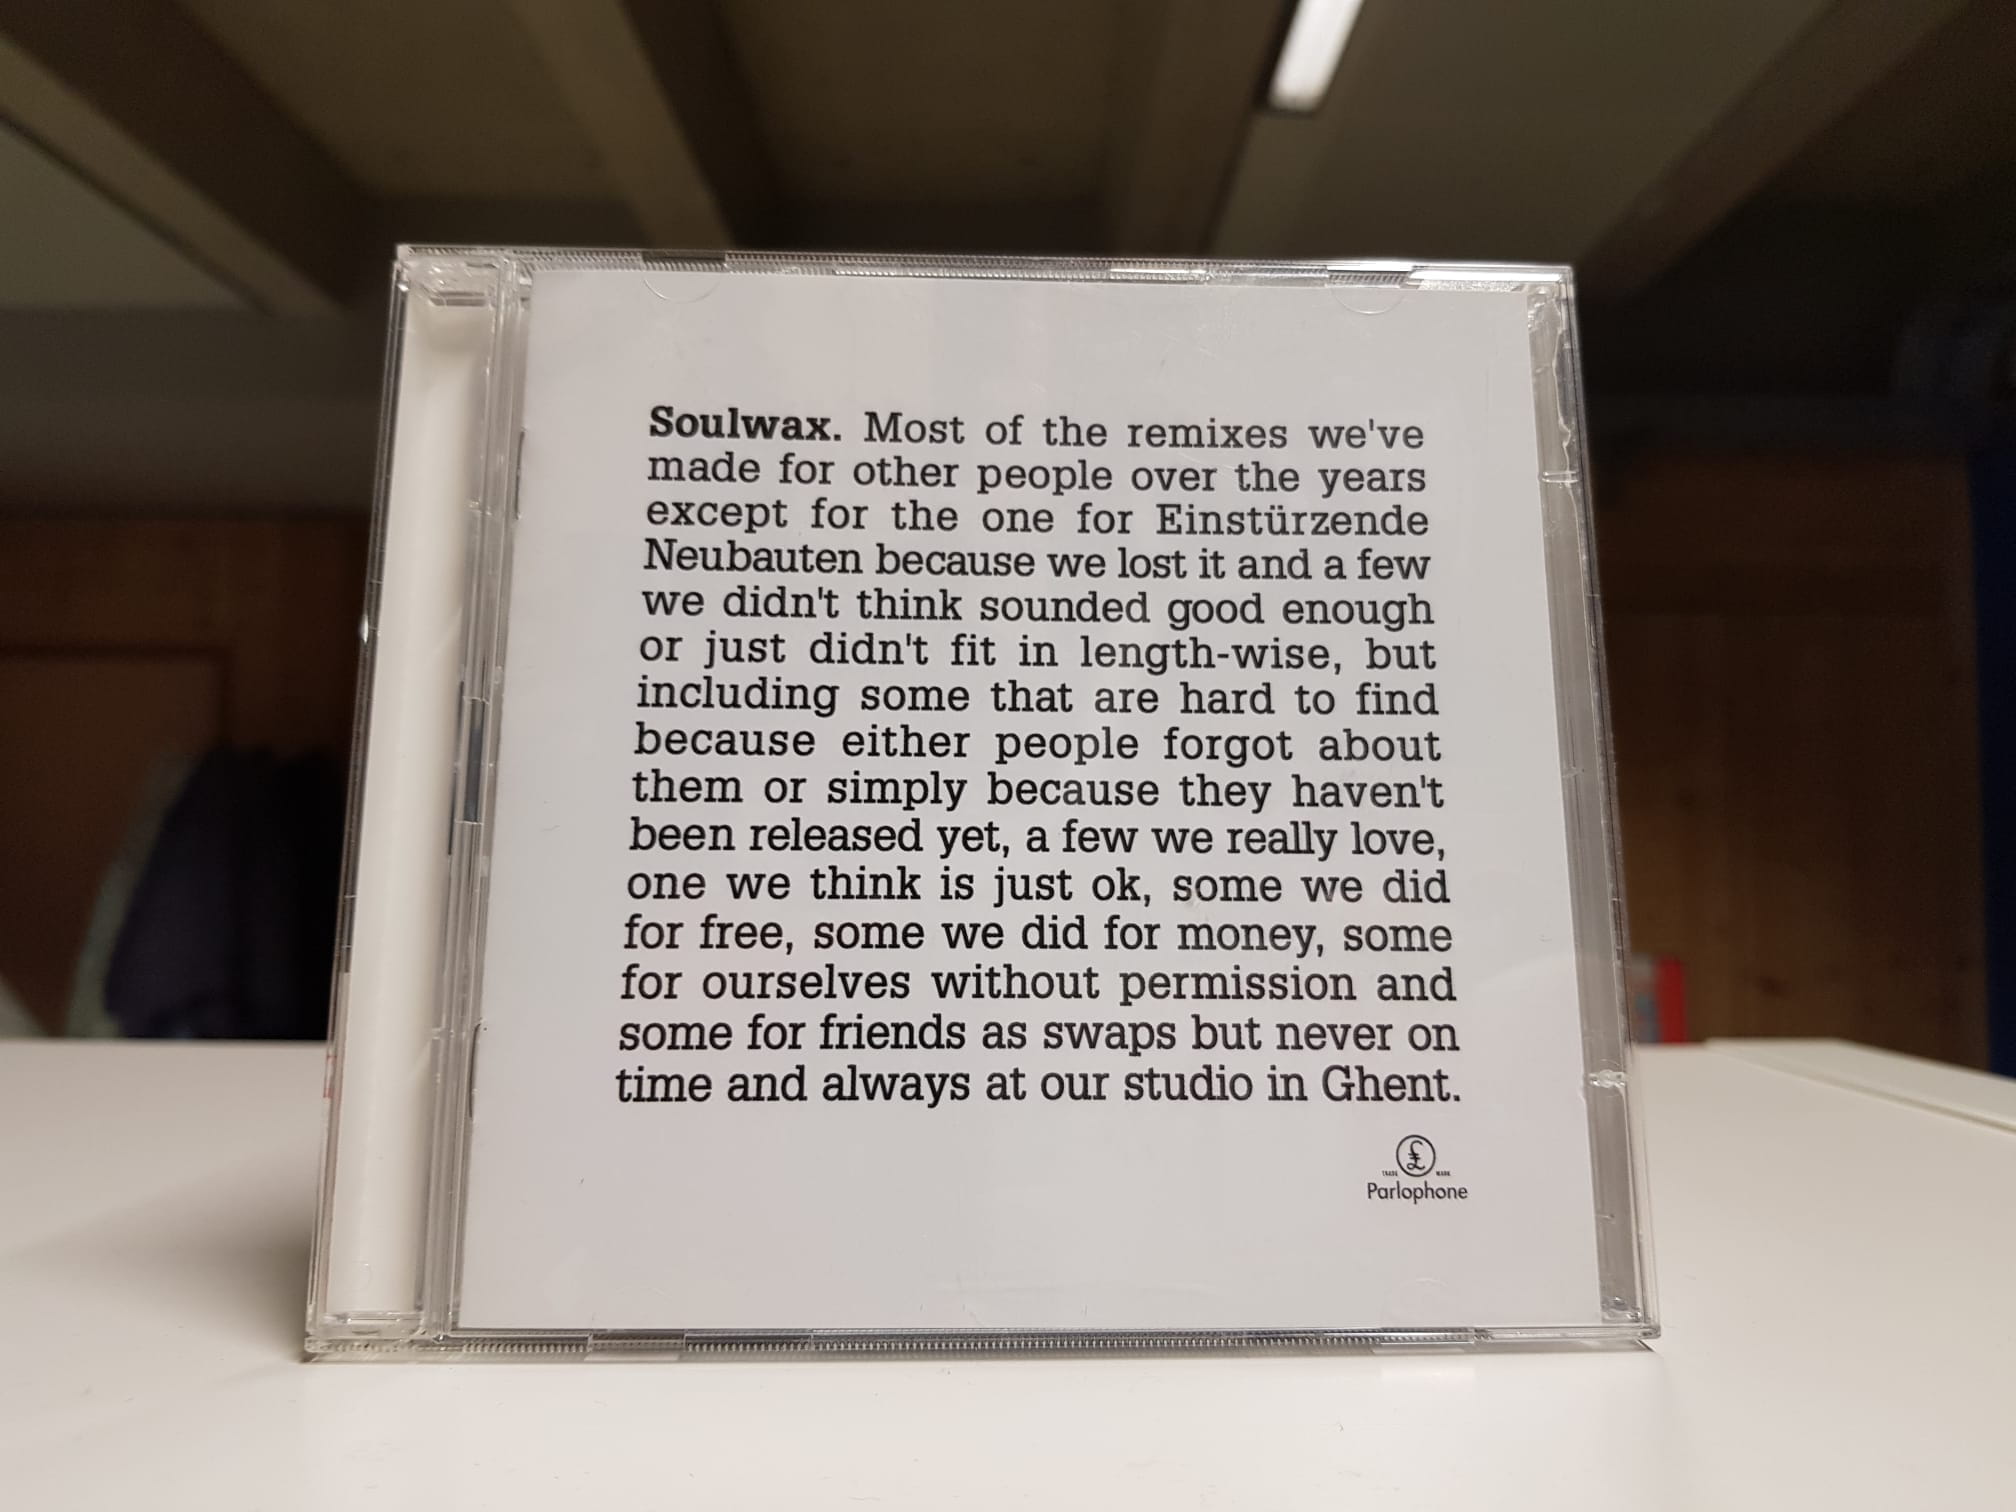 Soulwax. Most of the remixes we've
made for other people over the years
except for the one for Einstürzende
Neubauten because we lost it and a few
we didn't think sounded good enough
or just didn't fit in length-wise, but
including some that are hard to find
because either people forgot about
them or simply because they haven't
been released yet, a few we really love,
one we think is just ok, some we did
for free, some we did for money, some
for ourselves without permission and
some for friends as swaps but never on
time and always at our studio in Ghent.
TRADE £ MARK
Parlophone